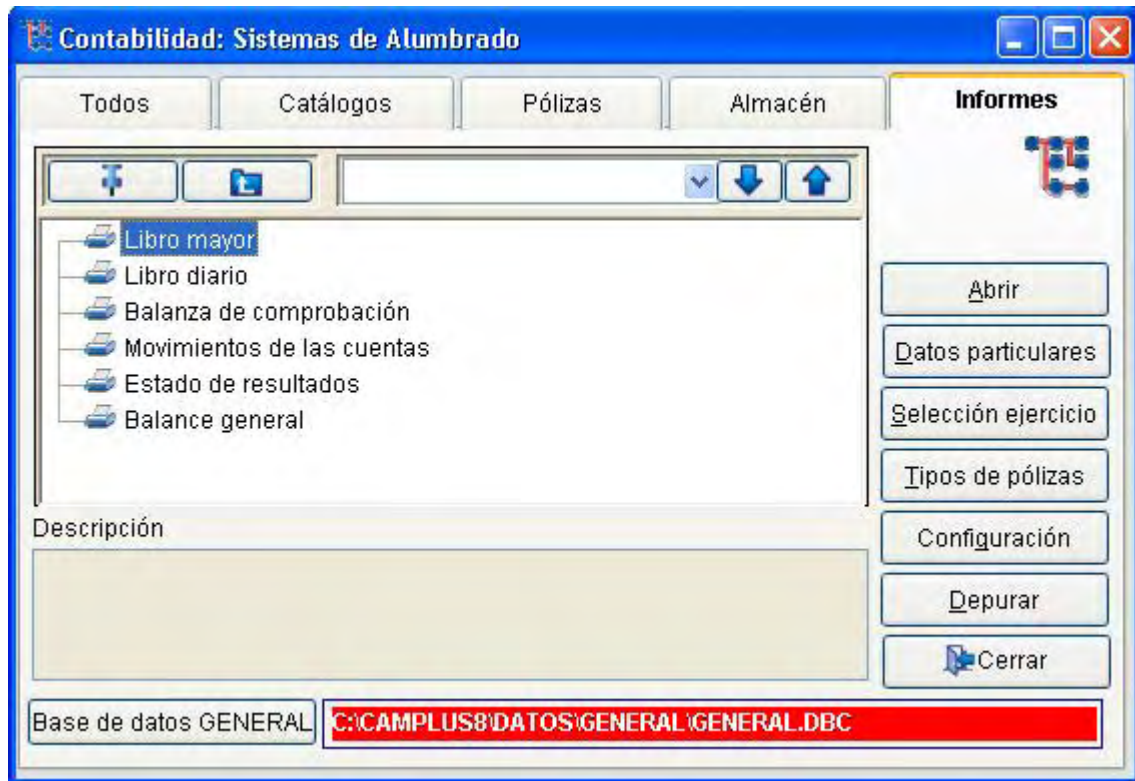 Contabilidad: Sistemas de Alumbrado
Todos
Catálogos
Pólizas
Almacén
Informes
Libro mayor
Libro diario
Balanza de comprobación
Movimientos de las cuentas
Estado de resultados
Balance general
Abrir
Datos particulares
Selección ejercicio
Tipos de pólizas
Configuración
Depurar
Cerrar
Descripción
Base de datos GENERAL
C:\CAMPLUS8\DATOS\GENERAL\GENERAL.DBC